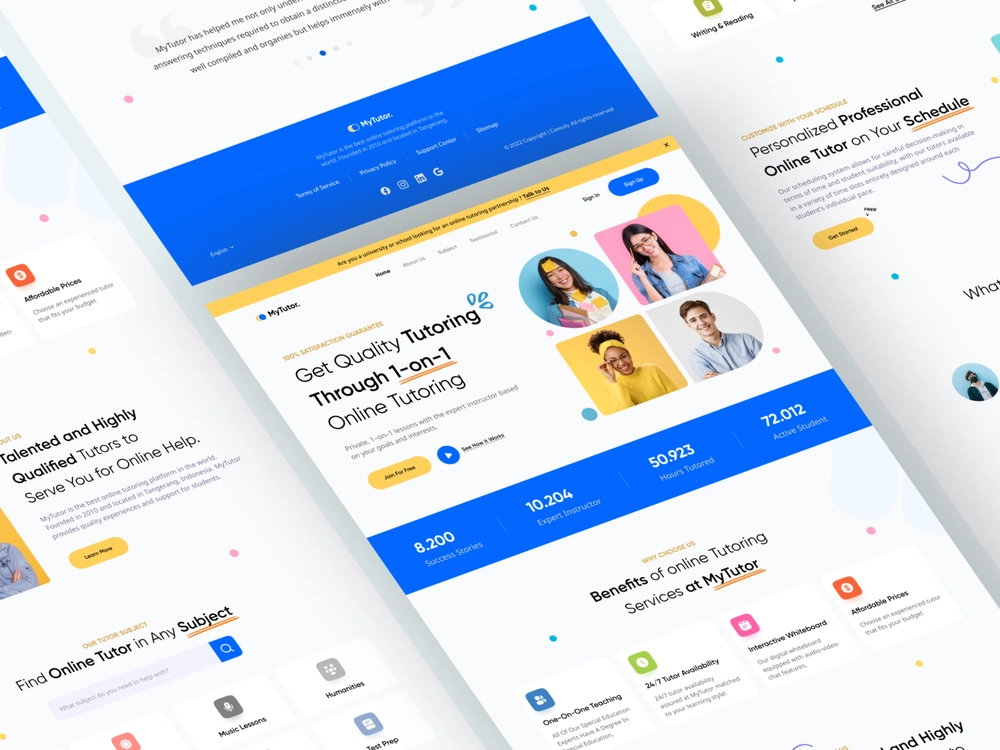 MyTutor has helped me not only under
answering techniques required to obtain a distinctio
well compiled and organies but helps immensely with
MyTutor.
MyTutor is the best online tutoring platform in the
world. Founded in 2010 and located in Tangerang.
Terms of Service
Privacy Policy
Support Center
Sitemap
© 2022 Copyright | Consuly. All rights reserved
English
Are you a university or school looking for an online tutoring partnership ? Talk to Us
MyTutor.
Home
About Us
Subject
Testimonial
Contact Us
Sign In
Sign Up
100% SATISFACTION GUARANTEE
Get Quality Tutoring
Through 1-on-1
Online Tutoring
Private, 1-on-1 lessons with the expert instructor based
on your goals and interests.
Join For Free
See How it Works
8.200
Success Stories
10.204
Expert Instructor
50.923
Hours Tutored
72.012
Active Student
WHY CHOOSE US
Benefits of online Tutoring
Services at MyTutor
One-On-One Teaching
All Of Our Special Education
Experts Have A Degree In
Special Education,
24/7 Tutor Availability
24/7 tutor availability
assured at MyTutor matched
to your learning style!
Interactive Whiteboard
Our digital whiteboard
equipped with audio-video-
chat features.
Affordable Prices
Choose an experienced tutor
that fits your budget
Affordable Prices
Choose an experienced tutor
that fits your budget
OUT US
Talented and Highly
Qualified Tutors to
Serve You for Online Help.
MyTutor is the best online tutoring platform in the world.
Founded in 2010 and located in Tangerang, Indonesia. MyTutor
provides quality experiences and support for students.
Learn More
OUR TUTOR SUBJECT
Find Online Tutor in Any Subject
What subject do you need to help with?
Music Lessons
Humanities
Test Prep
Writing & Reading
See All
CUSTOMIZE WITH YOUR SCHEDULE
Personalized Professional
Online Tutor on Your Schedule
Our scheduling system allows for careful decision-making in
terms of time and student suitability, with our tutors available
in a variety of time slots entirely designed around each
student's individual pace.
FREE
Get Started
What
and Highly